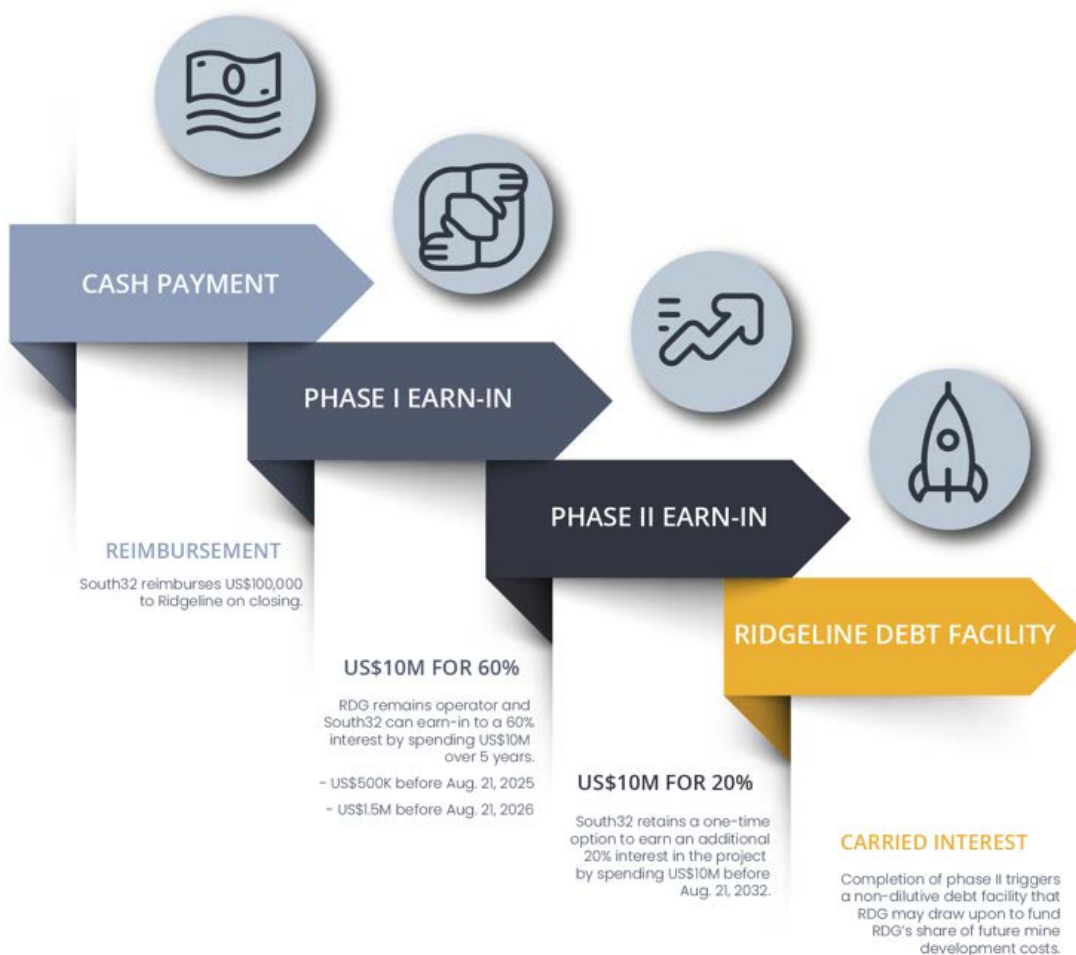 CASH PAYMENT
REIMBURSEMENT
South32 reimburses US$100,000
to Ridgeline on closing.
PHASE I EARN-IN
US$10M FOR 60%
RDG remains operator and
South32 can earn-in to a 60%
interest by spending US$10M
over 5 years.
- US$500K before Aug. 21, 2025
- US$1.5M before Aug. 21, 2026
PHASE II EARN-IN
US$10M FOR 20%
South32 retains a one-time
option to earn an additional
20% interest in the project
by spending US$10M before
Aug. 21, 2032.
RIDGELINE DEBT FACILITY
CARRIED INTEREST
Completion of phase II triggers
a non-dilutive debt facility that
RDG may draw upon to fund
RDG's share of future mine
development costs.